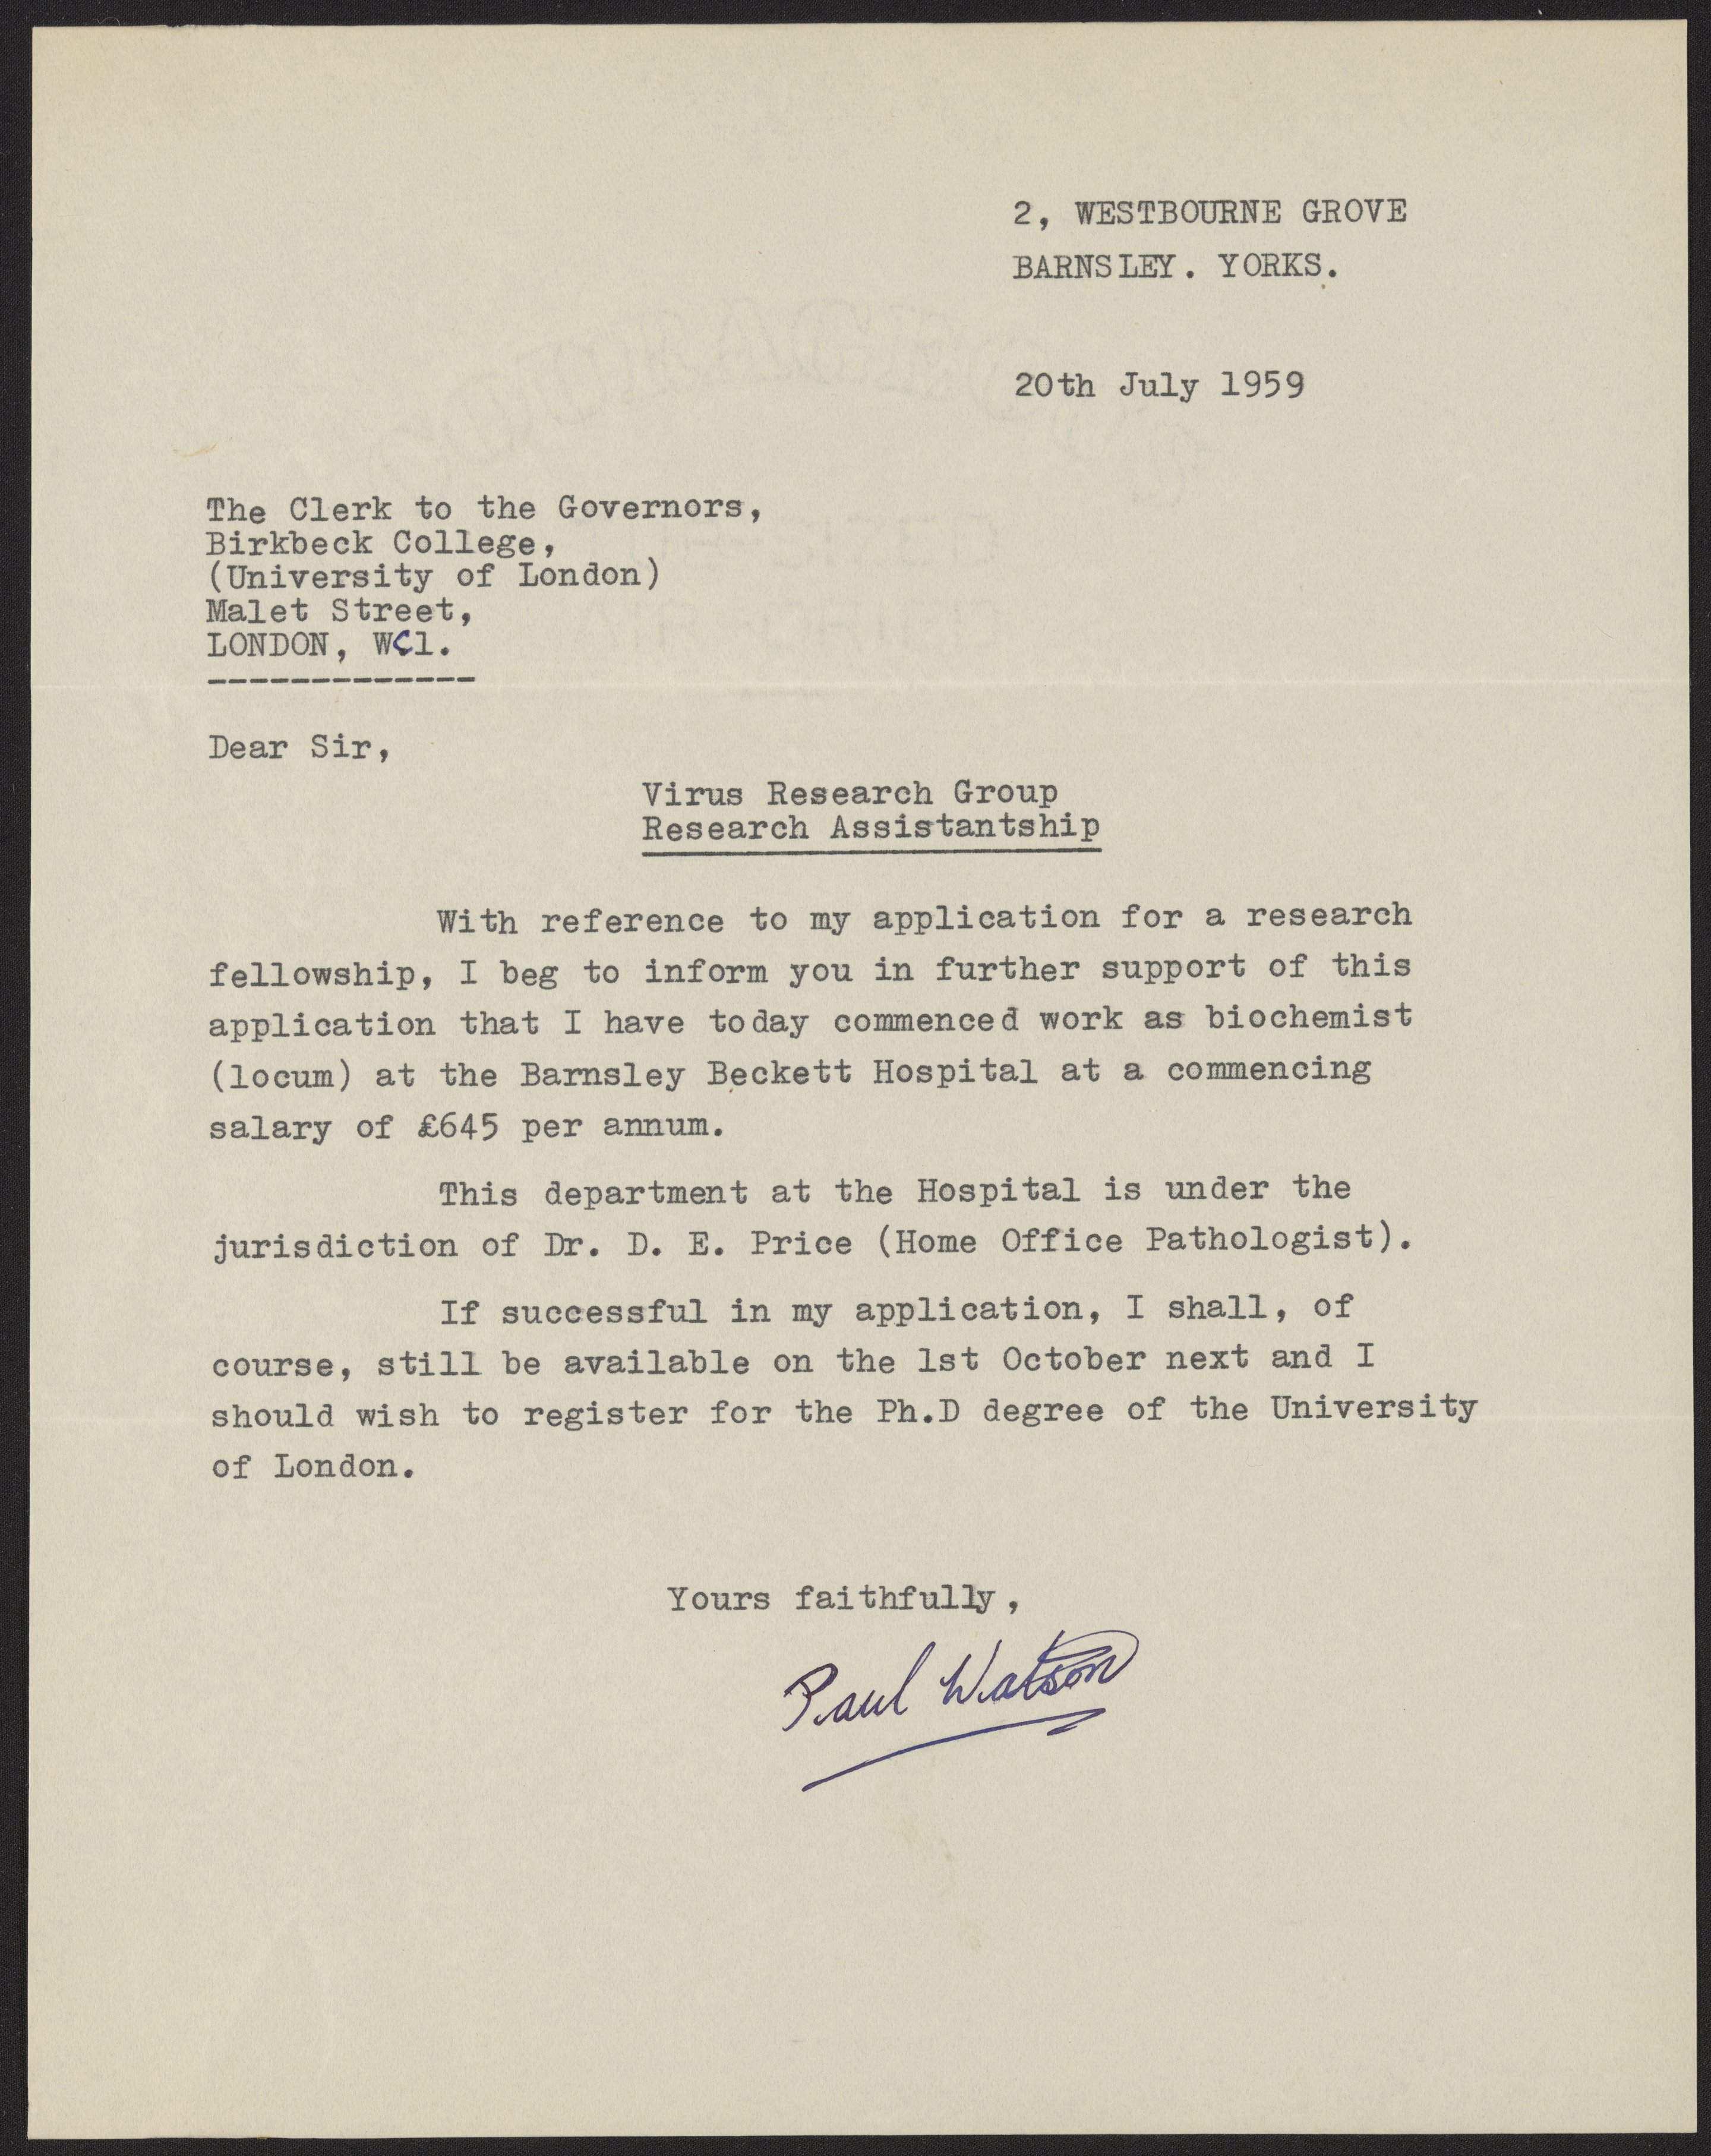 2, WESTBOURNE GROVE
BARNSLEY. YORKS.
20th July 1959
The Clerk to the Governors,
Birkbeck College,
(University of London)
Malet Street,
LONDON, WC1.
-------------
Dear Sir,
Virus Research Group
Research Assistantship
With reference to my application for a research
fellowship, I beg to inform you in further support of this
application that I have today commenced work as biochemist
(locum) at the Barnsley Beckett Hospital at a commencing
salary of £645 per annum.
This department at the Hospital is under the
jurisdiction of Dr. D. E. Price (Home Office Pathologist).
If successful in my application, I shall, of
course, still be available on the 1st October next and I
should wish to register for the Ph.D degree of the University
of London.
Yours faithfully,
Paul Watson